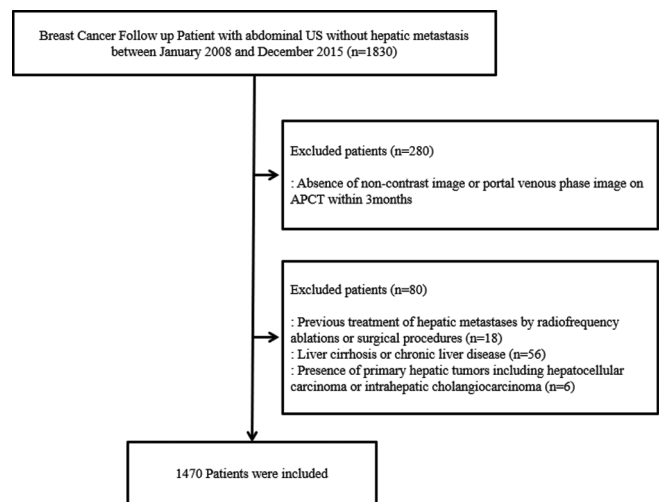 Breast Cancer Follow up Patient with abdominal US without hepatic metastasis
between January 2008 and December 2015 (n=1830)
Excluded patients (n=280)
: Absence of non-contrast image or portal venous phase image on
APCT within 3months
Excluded patients (n=80)
: Previous treatment of hepatic metastases by radiofrequency
ablations or surgical procedures (n=18)
: Liver cirrhosis or chronic liver disease (n=56)
: Presence of primary hepatic tumors including hepatocellular
carcinoma or intrahepatic cholangiocarcinoma (n=6)
1470 Patients were included